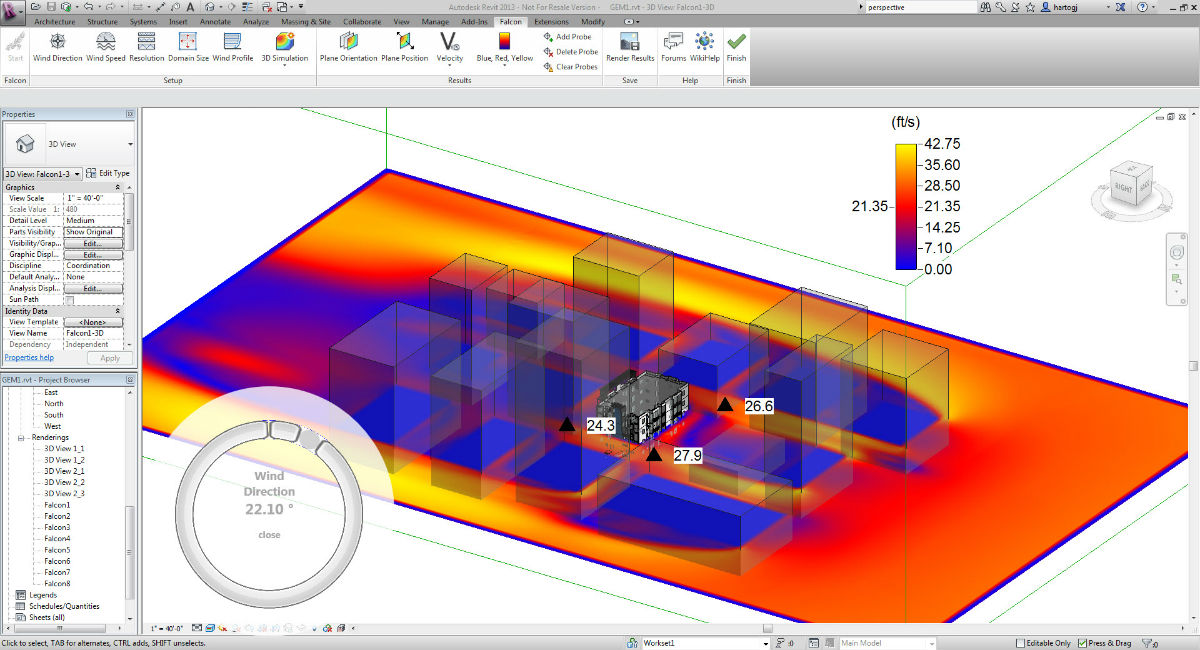 Autodesk Revit 2013 - Not For Resale Version - GEM1.rvt - 3D View: Falcon1-3D
perspective
hartogj
Architecture Structure Systems Insert Annotate Analyze Massing & Site Collaborate View Manage Add-Ins Falcon Extensions Modify
Start
Wind Direction Wind Speed Resolution Domain Size Wind Profile 3D Simulation
Plane Orientation Plane Position Velocity Blue, Red, Yellow
Add Probe
Delete Probe
Clear Probes
Render Results Forums WikiHelp Finish
Falcon Setup Results Save Help Finish
Properties
3D View
3D View: Falcon1-3 Edit Type
Graphics
View Scale 1" = 40'-0"
Scale Value 1: 480
Detail Level Medium
Parts Visibility Show Original
Visibility/Grap... Edit...
Graphic Displ... Edit...
Discipline Coordination
Default Analy... None
Analysis Displ... Edit...
Sun Path
Identity Data
View Template <None>
View Name Falcon1-3D
Dependency Independent
Properties help Apply
GEM1.rvt - Project Browser
East
North
South
West
Renderings
3D View 1_1
3D View 1_2
3D View 2_1
3D View 2_2
3D View 2_3
Falcon1
Falcon2
Falcon3
Falcon4
Falcon5
Falcon6
Falcon7
Falcon8
Legends
Schedules/Quantities
Sheets (all)
(ft/s)
42.75
35.60
28.50
21.35 21.35
14.25
7.10
0.00
RIGHT
26.6
24.3
27.9
Wind
Direction
22.10 °
close
1" = 40'-0"
Click to select, TAB for alternates, CTRL adds, SHIFT unselects.
Workset1
:0
Main Model
Editable Only
Press & Drag
:0